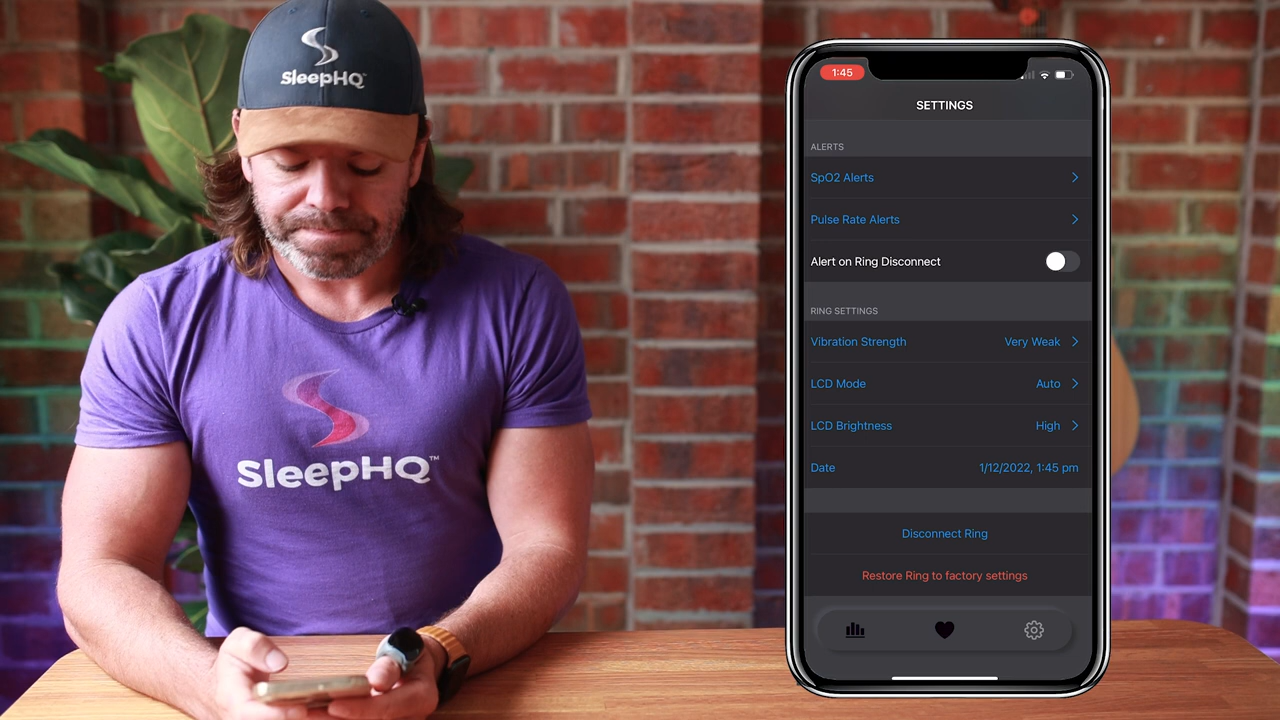 SleepHQ™
SleepHQ™
1:45
SETTINGS
ALERTS
SpO2 Alerts
Pulse Rate Alerts
Alert on Ring Disconnect
RING SETTINGS
Vibration Strength Very Weak
LCD Mode Auto
LCD Brightness High
Date 1/12/2022, 1:45 pm
Disconnect Ring
Restore Ring to factory settings